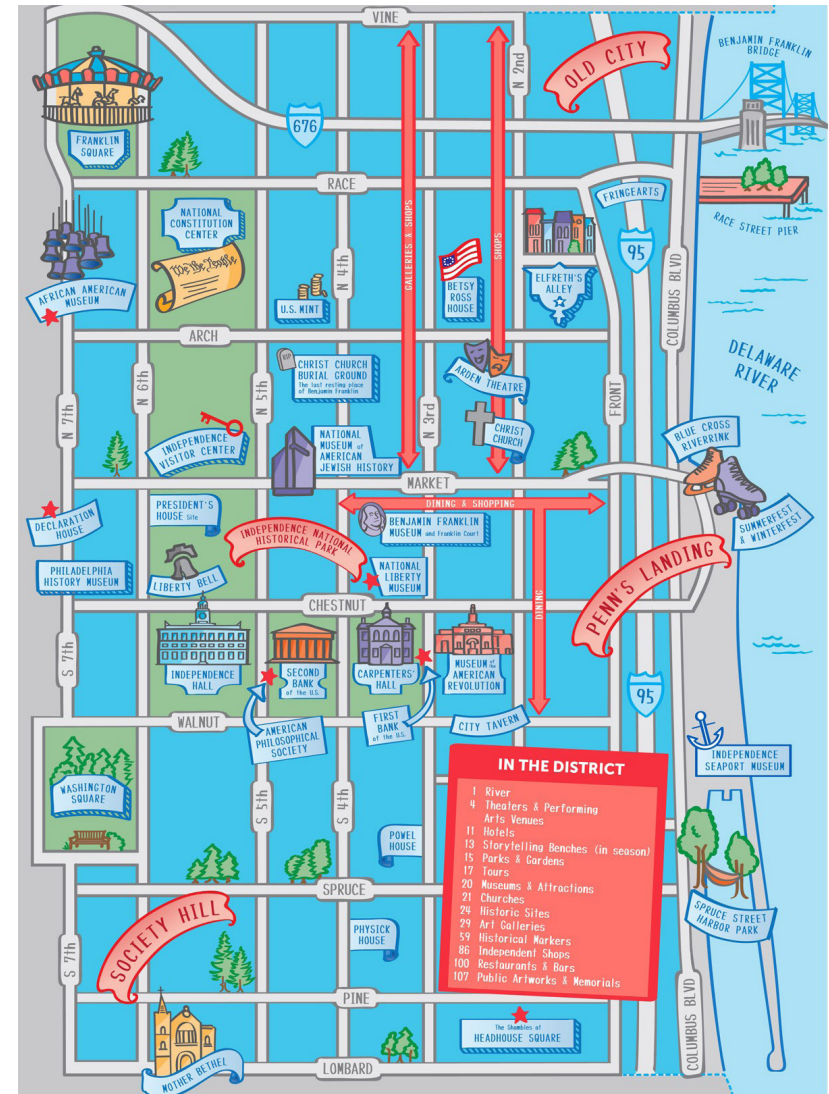 VINE
N 2nd
OLD CITY
BENJAMIN FRANKLIN
BRIDGE
676
FRANKLIN
SQUARE
RACE
FRINGEARTS
RACE STREET PIER
NATIONAL
CONSTITUTION
CENTER
We The People
GALLERIES & SHOPS
SHOPS
95
COLUMBUS BLVD
AFRICAN AMERICAN
MUSEUM
N 4th
U.S. MINT
BETSY
ROSS
HOUSE
ELFRETH'S
ALLEY
ARCH
DELAWARE
RIVER
N 7th
N 6th
N 5th
RIP
CHRIST CHURCH
BURIAL GROUND
The last resting place
of Benjamin Franklin
N 3rd
ARDEN THEATRE
FRONT
CHRIST
CHURCH
INDEPENDENCE
VISITOR CENTER
NATIONAL
MUSEUM of
AMERICAN
JEWISH HISTORY
BLUE CROSS
RIVERRINK
MARKET
DINING & SHOPPING
SUMMERFEST
& WINTERFEST
DECLARATION
HOUSE
PRESIDENT'S
HOUSE Site
INDEPENDENCE NATIONAL
HISTORICAL PARK
BENJAMIN FRANKLIN
MUSEUM and Franklin Court
PENN'S LANDING
PHILADELPHIA
HISTORY MUSEUM
LIBERTY BELL
NATIONAL
LIBERTY
MUSEUM
DINING
CHESTNUT
S 7th
INDEPENDENCE
HALL
SECOND
BANK
of the U.S.
CARPENTERS'
HALL
MUSEUM of the
AMERICAN
REVOLUTION
95
WALNUT
AMERICAN
PHILOSOPHICAL
SOCIETY
FIRST
BANK
of the U.S.
CITY TAVERN
INDEPENDENCE
SEAPORT MUSEUM
WASHINGTON
SQUARE
S 5th
S 4th
POWEL
HOUSE
IN THE DISTRICT
1 River
4 Theaters & Performing
Arts Venues
11 Hotels
13 Storytelling Benches (in season)
15 Parks & Gardens
17 Tours
20 Museums & Attractions
21 Churches
24 Historic Sites
29 Art Galleries
59 Historical Markers
86 Independent Shops
100 Restaurants & Bars
107 Public Artworks & Memorials
SPRUCE
SPRUCE STREET
HARBOR PARK
SOCIETY HILL
S 7th
PHYSICK
HOUSE
PINE
COLUMBUS BLVD
The Shambles at
HEADHOUSE SQUARE
MOTHER BETHEL
LOMBARD